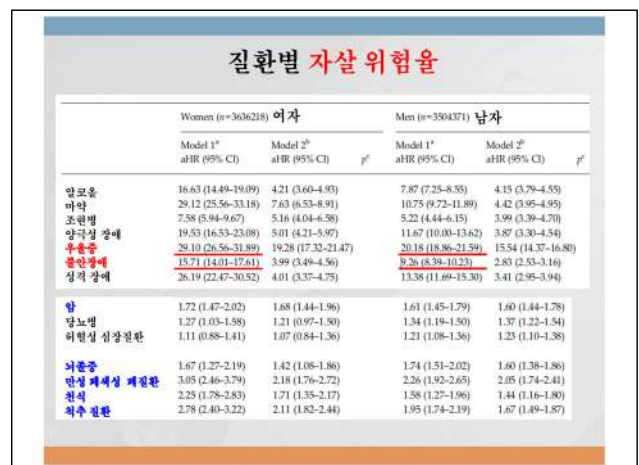 질환별 자살 위험율
Women (n=3636218) 여자 Men (n=3504371) 남자
Model 1ᵃ Model 2ᵇ Model 1ᵃ Model 2ᵇ
aHR (95% CI) aHR (95% CI) pᶜ aHR (95% CI) aHR (95% CI) pᶜ
알코올 16.63 (14.49–19.09) 4.21 (3.60–4.93) 7.87 (7.25–8.55) 4.15 (3.79–4.55)
마약 29.12 (25.56–33.18) 7.63 (6.53–8.91) 10.75 (9.72–11.89) 4.42 (3.95–4.95)
조현병 7.58 (5.94–9.67) 5.16 (4.04–6.58) 5.22 (4.44–6.15) 3.99 (3.39–4.70)
양극성 장애 19.53 (16.53–23.08) 5.01 (4.21–5.97) 11.67 (10.00–13.62) 3.87 (3.30–4.54)
우울증 29.10 (26.56–31.89) 19.28 (17.32–21.47) 20.18 (18.86–21.59) 15.54 (14.37–16.80)
불안장애 15.71 (14.01–17.61) 3.99 (3.49–4.56) 9.26 (8.39–10.23) 2.83 (2.53–3.16)
성격 장애 26.19 (22.47–30.52) 4.01 (3.37–4.75) 13.38 (11.69–15.30) 3.41 (2.95–3.94)
암 1.72 (1.47–2.02) 1.68 (1.44–1.96) 1.61 (1.45–1.79) 1.60 (1.44–1.78)
당뇨병 1.27 (1.03–1.58) 1.21 (0.97–1.50) 1.34 (1.19–1.50) 1.37 (1.22–1.54)
허혈성 심장질환 1.11 (0.88–1.41) 1.07 (0.84–1.36) 1.21 (1.08–1.36) 1.23 (1.10–1.38)
뇌졸중 1.67 (1.27–2.19) 1.42 (1.08–1.86) 1.74 (1.51–2.02) 1.60 (1.38–1.86)
만성 폐색성 폐질환 3.05 (2.46–3.79) 2.18 (1.76–2.72) 2.26 (1.92–2.65) 2.05 (1.74–2.41)
천식 2.25 (1.78–2.83) 1.71 (1.35–2.17) 1.58 (1.27–1.96) 1.44 (1.16–1.80)
척추 질환 2.78 (2.40–3.22) 2.11 (1.82–2.44) 1.95 (1.74–2.19) 1.67 (1.49–1.87)